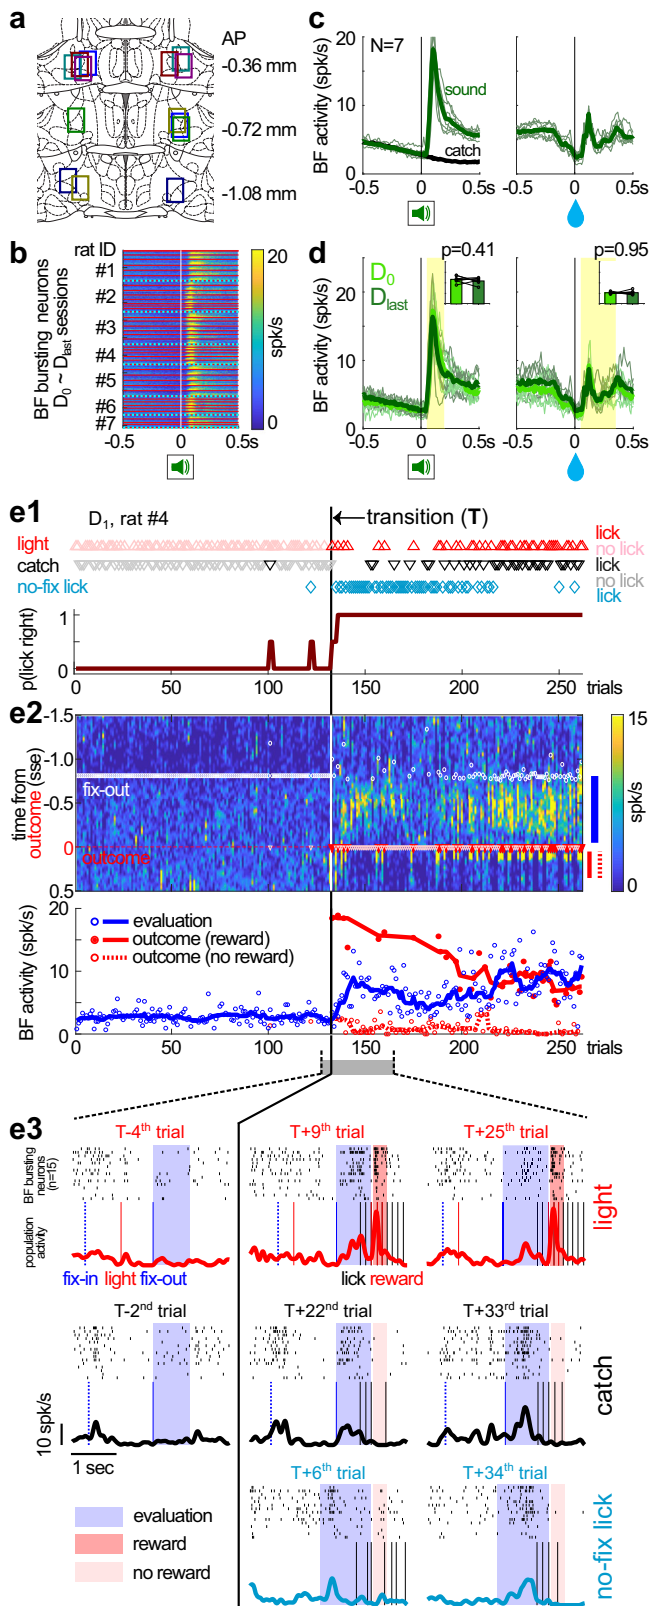 a
AP
-0.36 mm
-0.72 mm
-1.08 mm
b
rat ID
BF bursting neurons
D0 ~ Dlast sessions
#1
#2
#3
#4
#5
#6
#7
-0.5 0 0.5s
20
0
spk/s
c
N=7
BF activity (spk/s)
20
10
0
sound
catch
-0.5 0 0.5s
-0.5 0 0.5s
d
p=0.41
p=0.95
D0
Dlast
BF activity (spk/s)
20
10
0
-0.5 0 0.5s
-0.5 0 0.5s
e1
D1, rat #4
transition (T)
light
catch
no-fix lick
lick
no lick
lick
no lick
lick
p(lick right)
1
0
0 50 100 150 200 250 trials
e2
time from
outcome (sse)
-1.5
-1.0
-0.5
0
0.5
fix-out
outcome
15
0
spk/s
BF activity (spk/s)
20
10
0
evaluation
outcome (reward)
outcome (no reward)
0 50 100 150 200 250 trials
e3
T-4th trial
T+9th trial
T+25th trial
BF bursting
neurons
(n=15)
population
activity
light
fix-in light fix-out
lick reward
T-2nd trial
T+22nd trial
T+33rd trial
catch
10 spk/s
1 sec
T+6th trial
T+34th trial
no-fix lick
evaluation
reward
no reward